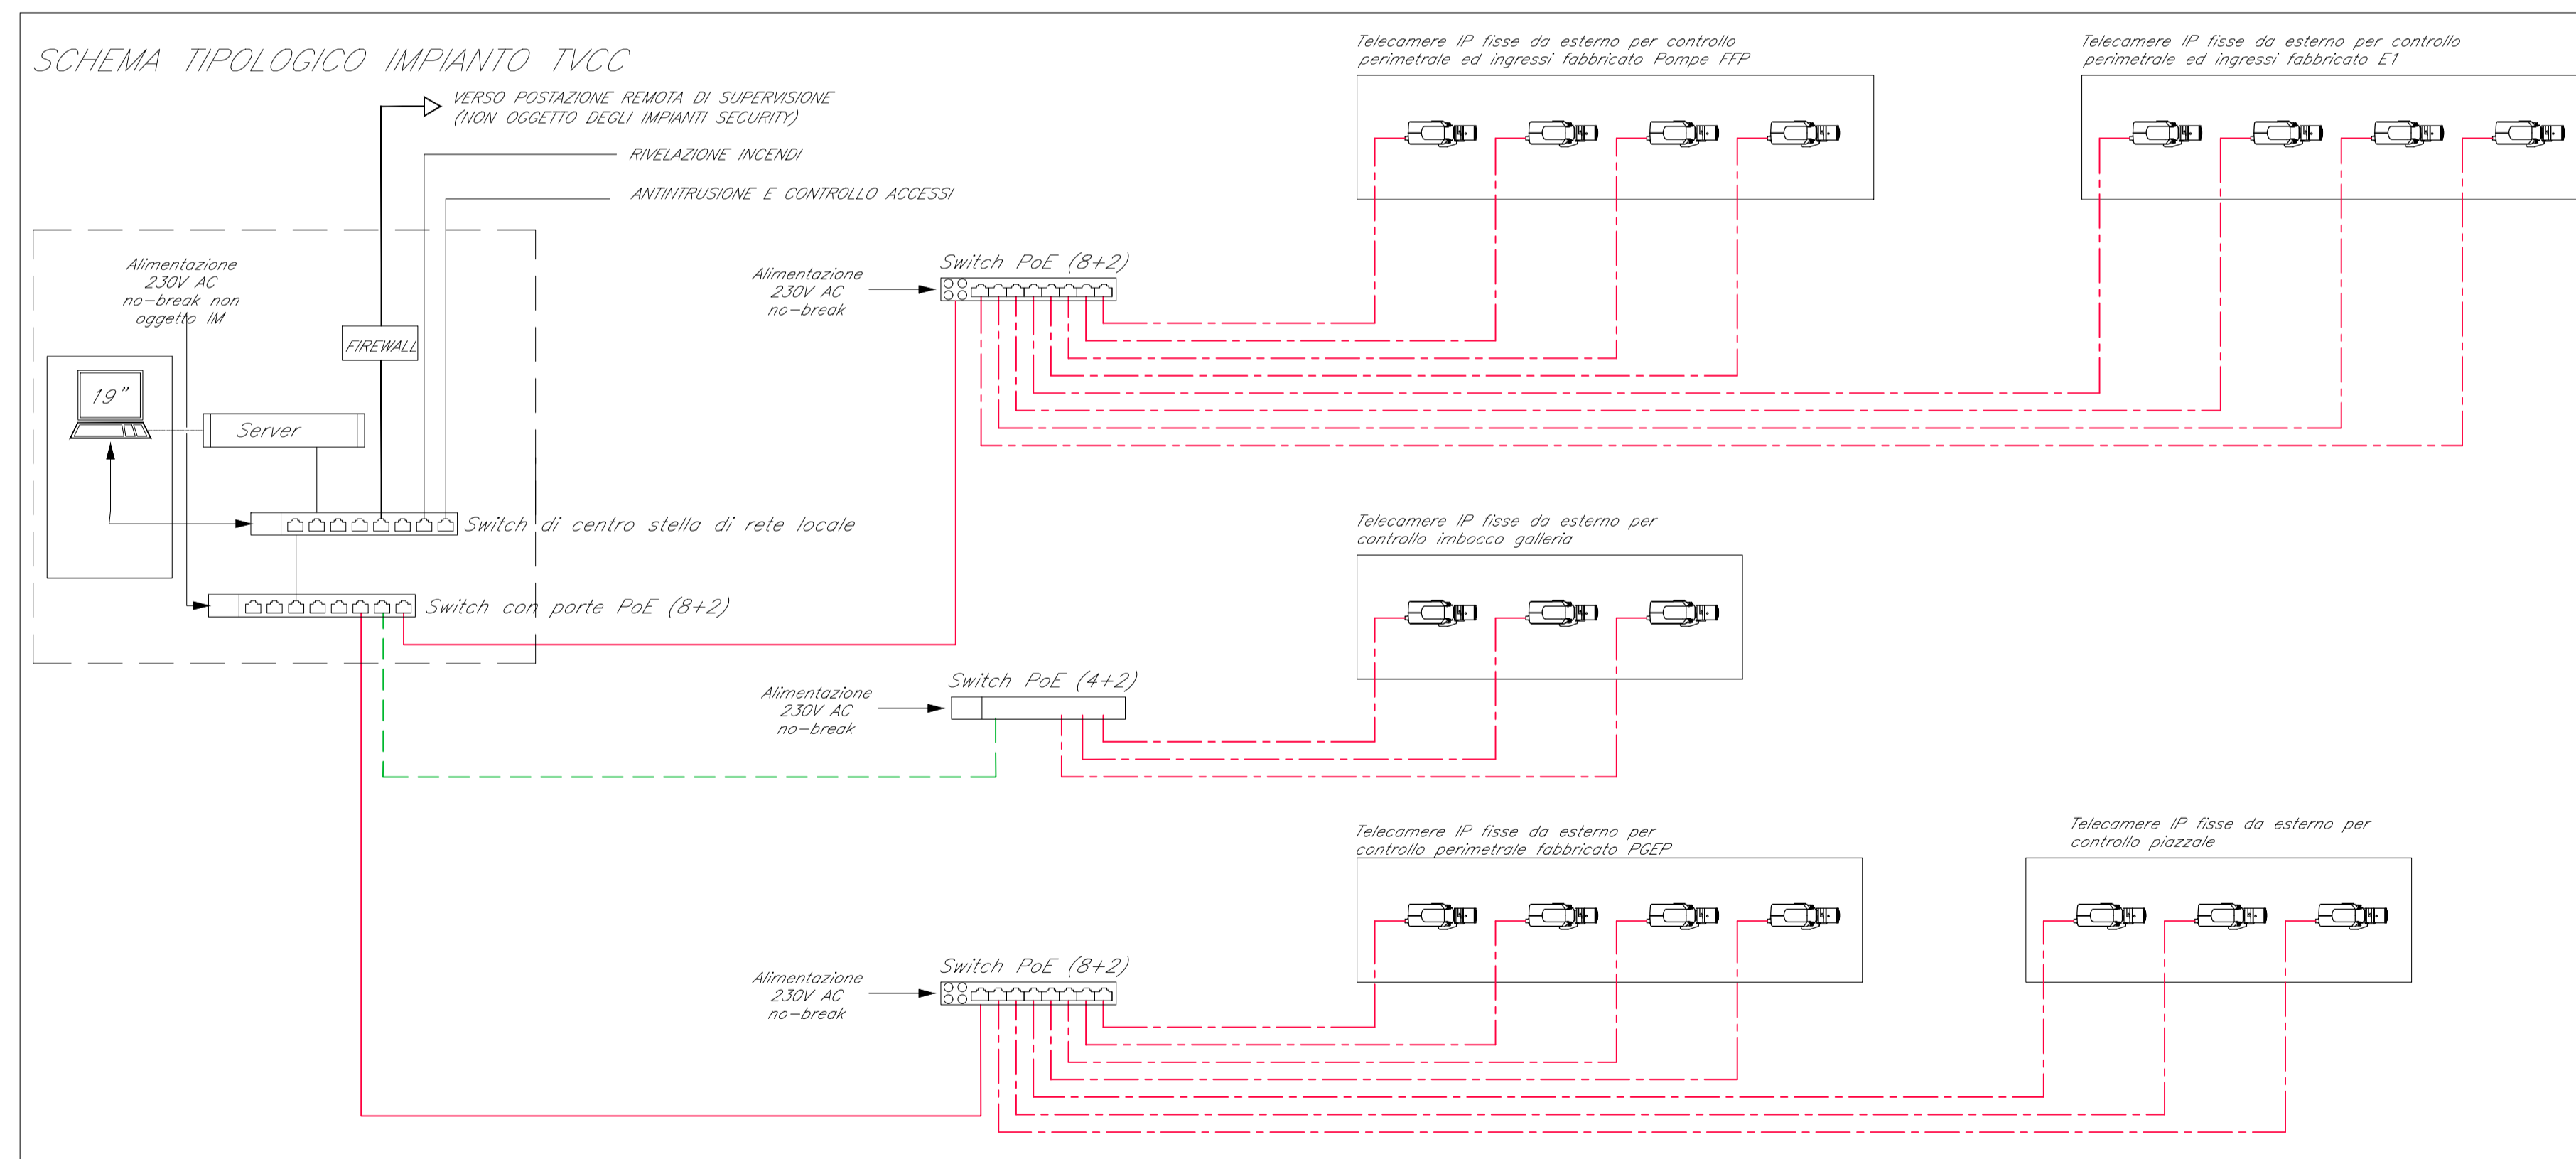 SCHEMA TIPOLOGICO IMPIANTO TVCC
VERSO POSTAZIONE REMOTA DI SUPERVISIONE
(NON OGGETTO DEGLI IMPIANTI SECURITY)
RIVELAZIONE INCENDI
ANTINTRUSIONE E CONTROLLO ACCESSI
Alimentazione
230V AC
no-break non
oggetto IM
FIREWALL
19"
Server
Switch di centro stella di rete locale
Switch con porte PoE (8+2)
Telecamere IP fisse da esterno per controllo
perimetrale ed ingressi fabbricato Pompe FFP
Telecamere IP fisse da esterno per controllo
perimetrale ed ingressi fabbricato E1
Switch PoE (8+2)
Alimentazione
230V AC
no-break
Telecamere IP fisse da esterno per
controllo imbocco galleria
Switch PoE (4+2)
Alimentazione
230V AC
no-break
Telecamere IP fisse da esterno per
controllo perimetrale fabbricato PGEP
Telecamere IP fisse da esterno per
controllo piazzale
Switch PoE (8+2)
Alimentazione
230V AC
no-break